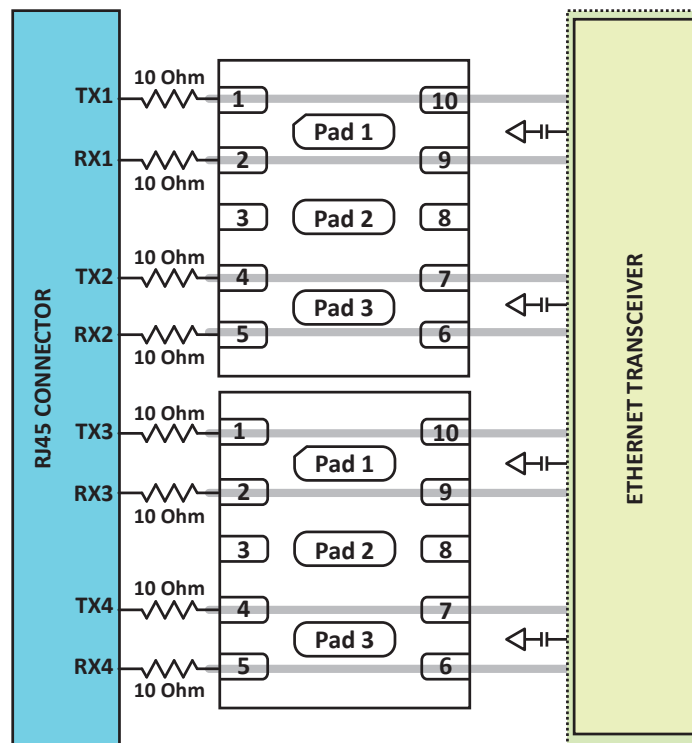 RJ45 CONNECTOR
ETHERNET TRANSCEIVER
10 Ohm
TX1
1
10
Pad 1
RX1
2
9
10 Ohm
3
Pad 2
8
10 Ohm
TX2
4
7
Pad 3
RX2
5
6
10 Ohm
10 Ohm
TX3
1
10
Pad 1
RX3
2
9
10 Ohm
3
Pad 2
8
10 Ohm
TX4
4
7
Pad 3
RX4
5
6
10 Ohm